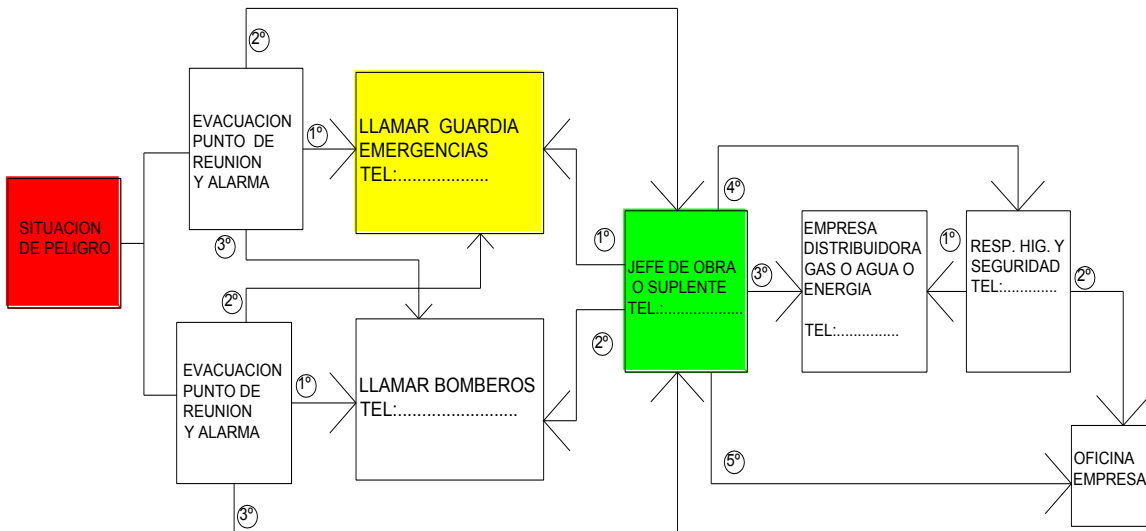 2º
EVACUACION
PUNTO DE
REUNION
Y ALARMA
1º
LLAMAR GUARDIA
EMERGENCIAS
TEL:...................
4º
SITUACION
DE PELIGRO
3º
2º
1º
JEFE DE OBRA
O SUPLENTE
TEL.:...................
3º
EMPRESA
DISTRIBUIDORA
GAS O AGUA O
ENERGIA
TEL:...............
1º
RESP. HIG. Y
SEGURIDAD
TEL:.............
2º
EVACUACION
PUNTO DE
REUNION
Y ALARMA
1º
LLAMAR BOMBEROS
TEL:.........................
2º
5º
OFICINA
EMPRESA
3º